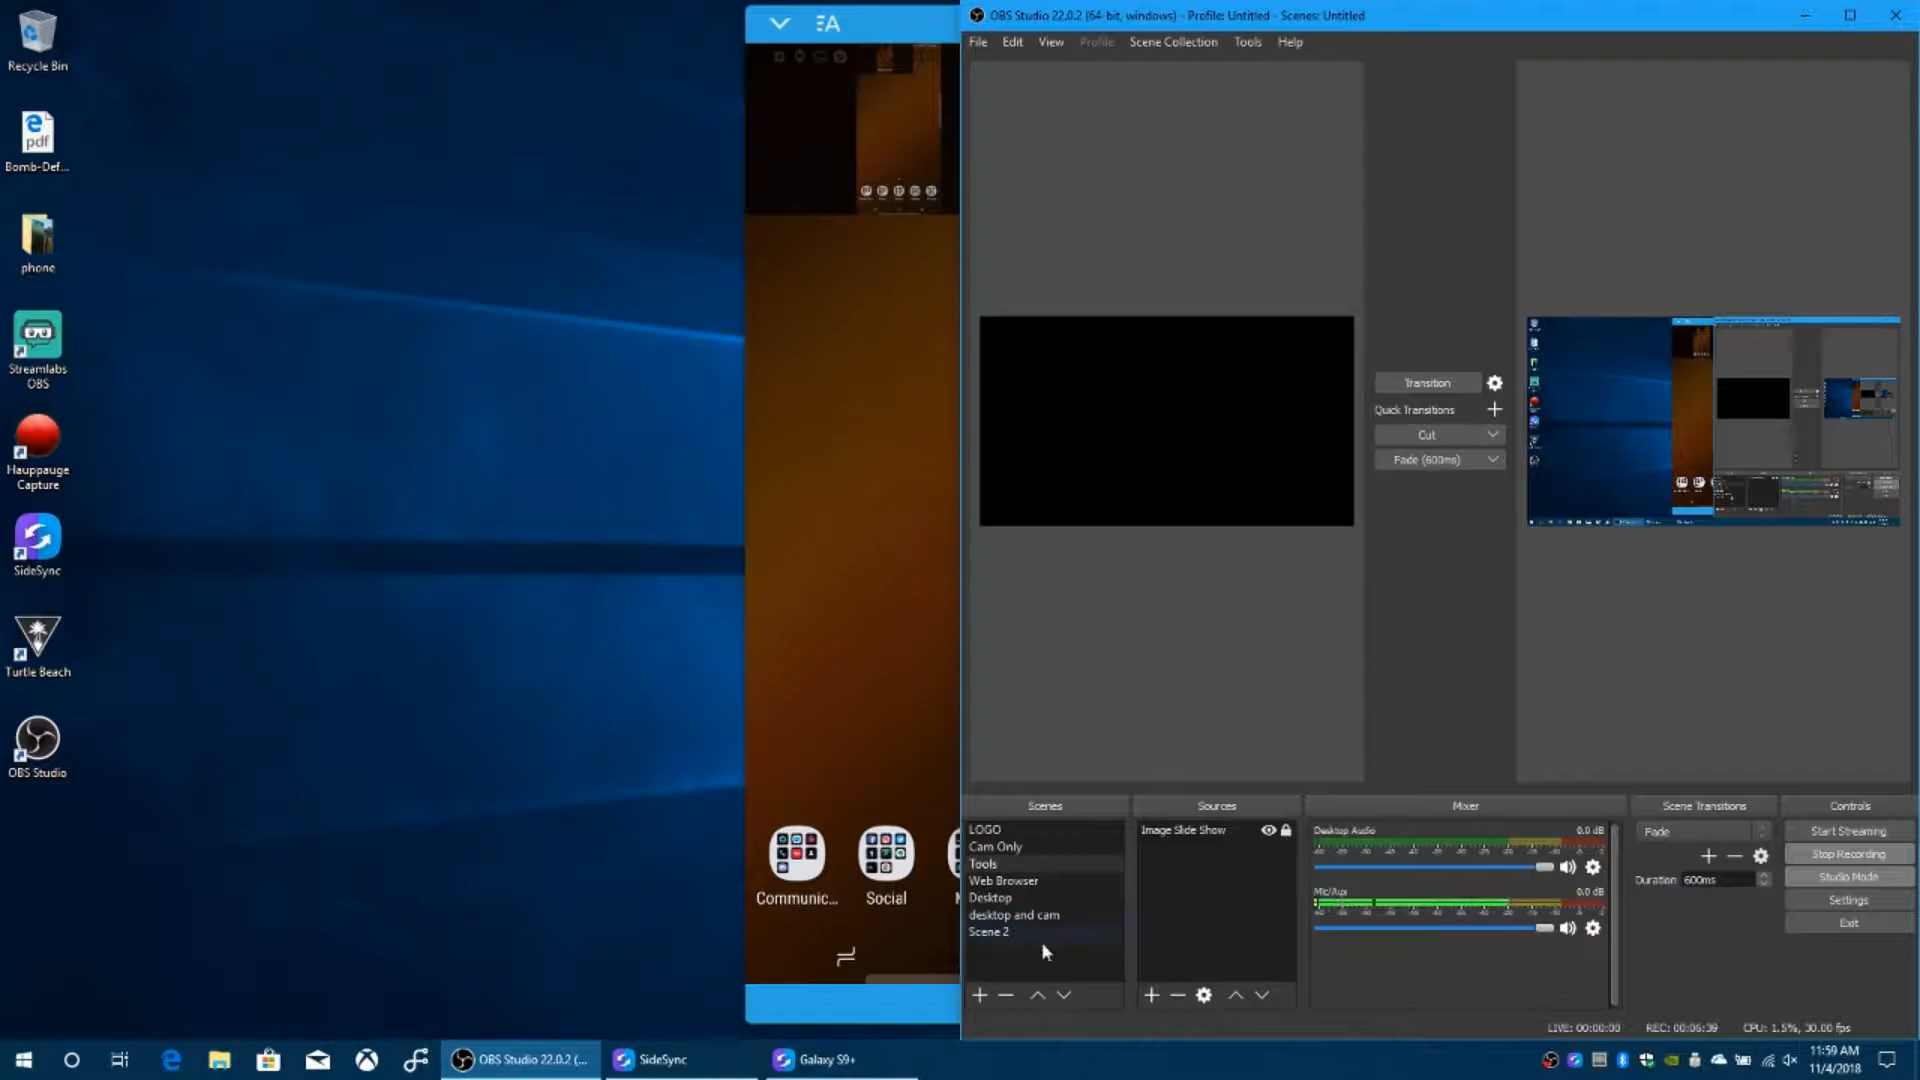 Recycle Bin
pdf
Bomb-Def...
phone
Streamlabs
OBS
Hauppauge
Capture
SideSync
Turtle Beach
OBS Studio
Communic...
Social
OBS Studio 22.0.2 (64-bit, windows) - Profile: Untitled - Scenes: Untitled
File Edit View Profile Scene Collection Tools Help
Transition
Quick Transitions
Cut
Fade (600ms)
Scenes
LOGO
Cam Only
Tools
Web Browser
Desktop
desktop and cam
Scene 2
Sources
Image Slide Show
Mixer
Desktop Audio 0.0 dB
Mic/Aux 0.0 dB
Scene Transitions
Fade
Duration 600ms
Controls
Start Streaming
Stop Recording
Studio Mode
Settings
Exit
LIVE: 00:00:00 REC: 00:06:39 CPU: 1.5%, 30.00 fps
OBS Studio 22.0.2 (...
SideSync
Galaxy S9+
11:59 AM
11/4/2018